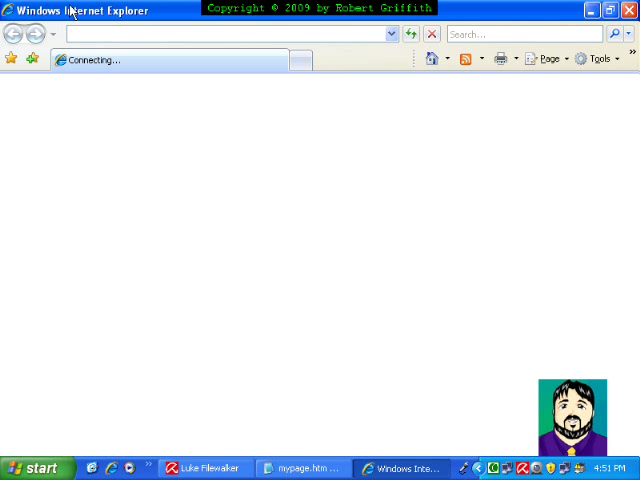 Windows Internet Explorer
Copyright © 2009 by Robert Griffith
Search...
Connecting...
Page
Tools
start
Luke Filewalker
mypage.htm ...
Windows Inte...
4:51 PM